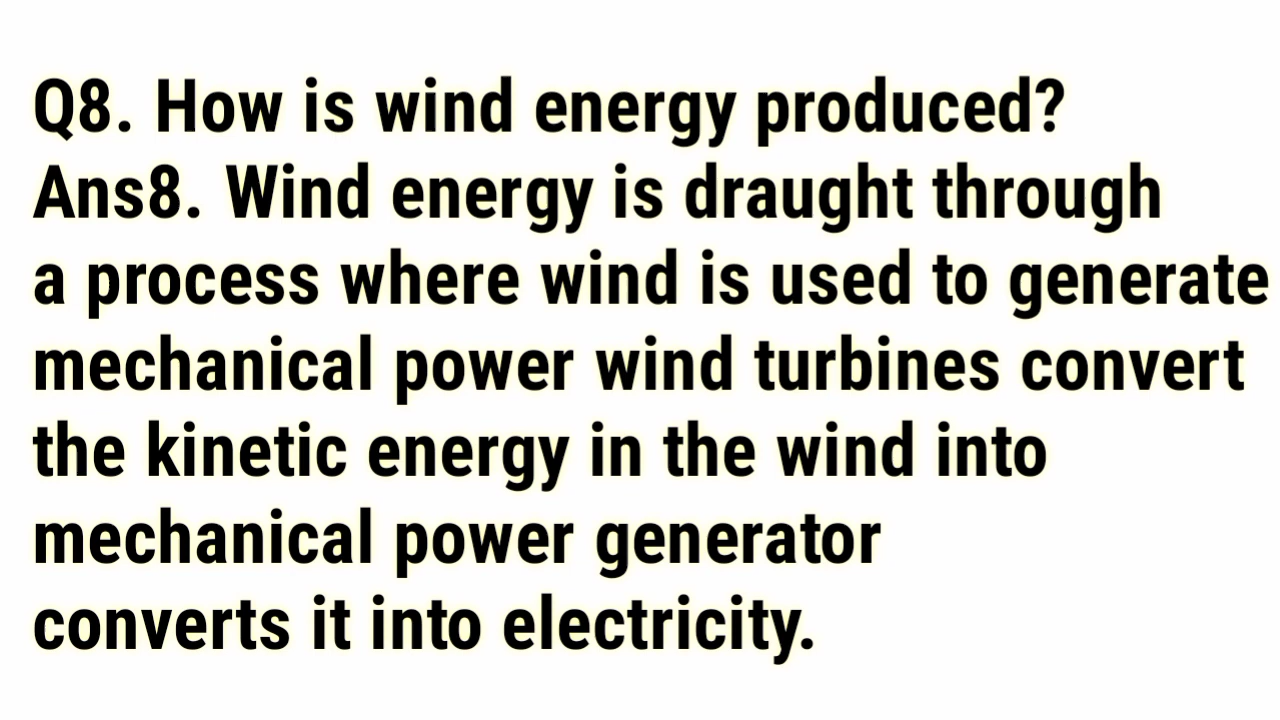 Q8. How is wind energy produced?
Ans8. Wind energy is draught through
a process where wind is used to generate
mechanical power wind turbines convert
the kinetic energy in the wind into
mechanical power generator
converts it into electricity.